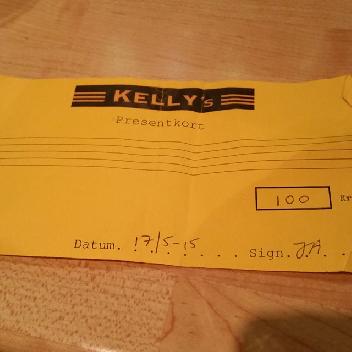 KELLY's
Presentkort
100 Kr
Datum. 17/5-15 . . . . Sign. JA. . .